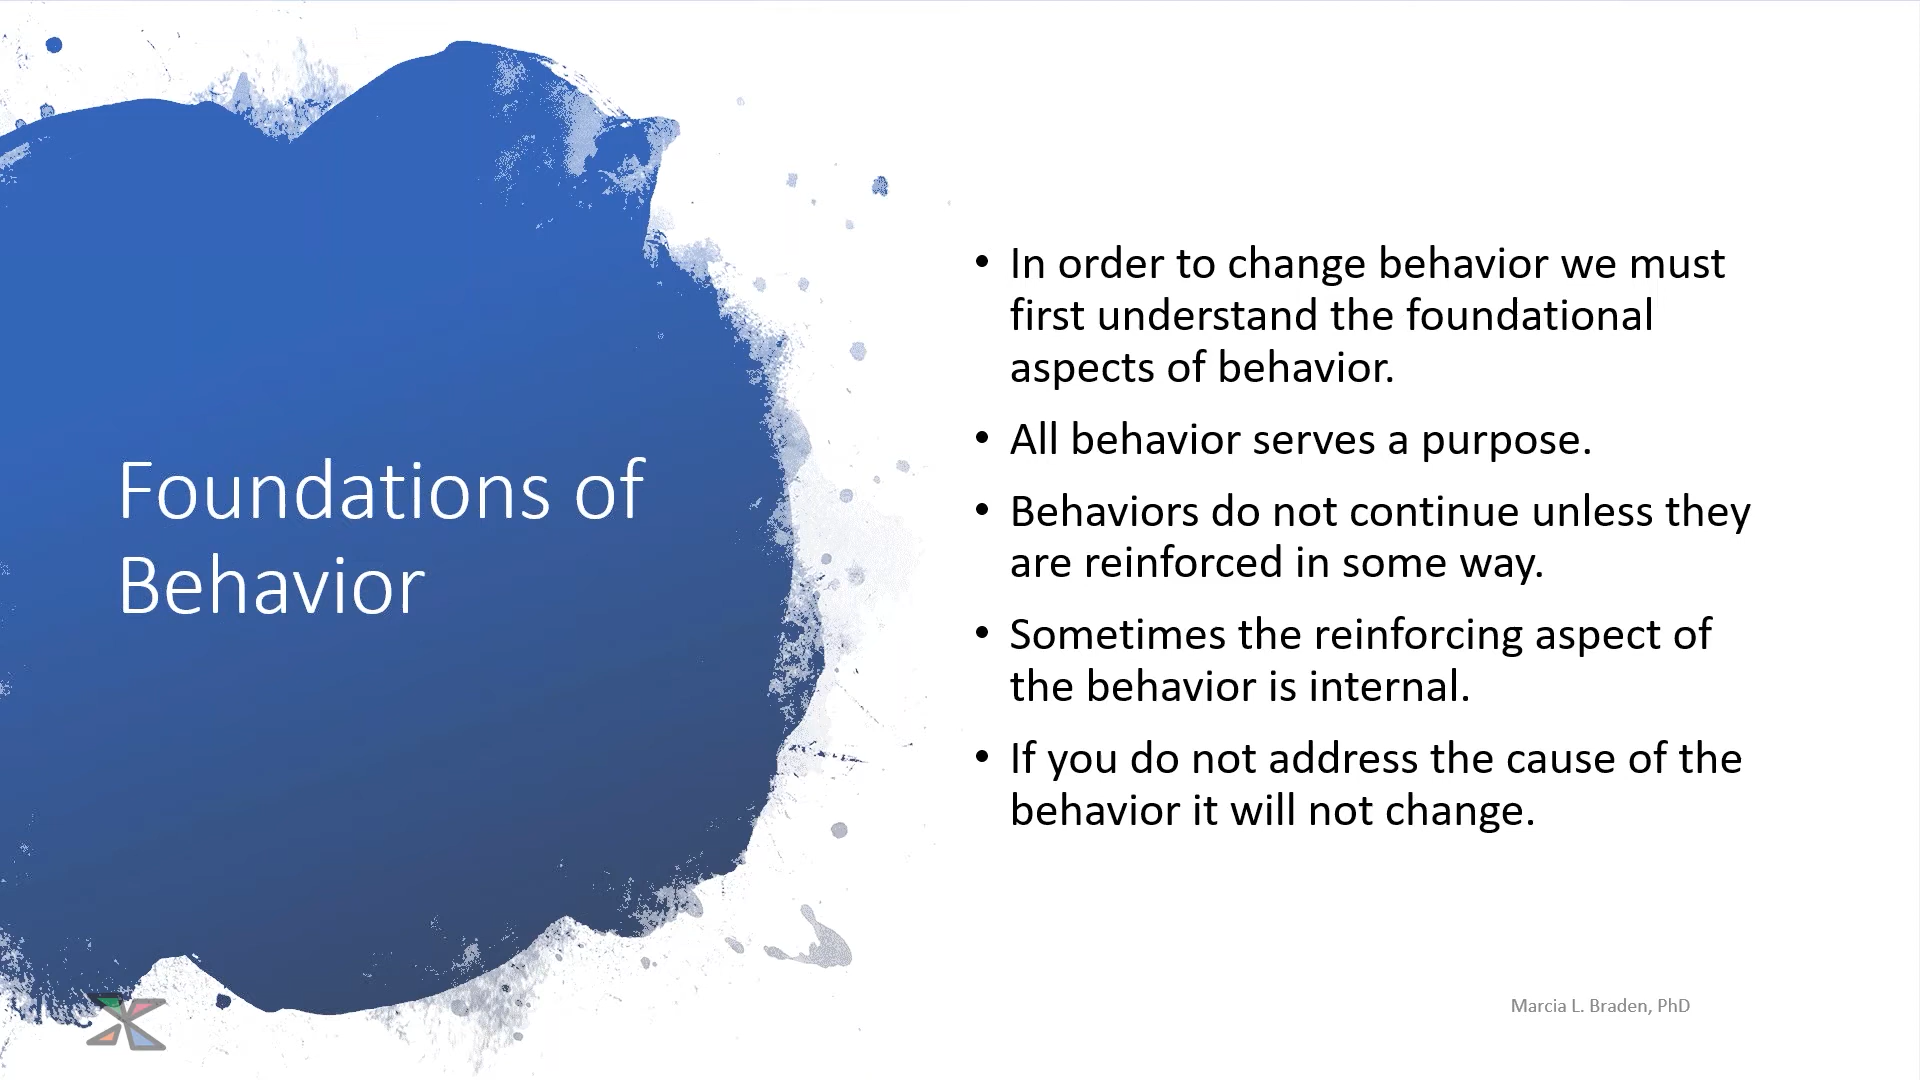 Foundations of
Behavior
• In order to change behavior we must
first understand the foundational
aspects of behavior.
• All behavior serves a purpose.
• Behaviors do not continue unless they
are reinforced in some way.
• Sometimes the reinforcing aspect of
the behavior is internal.
• If you do not address the cause of the
behavior it will not change.
Marcia L. Braden, PhD